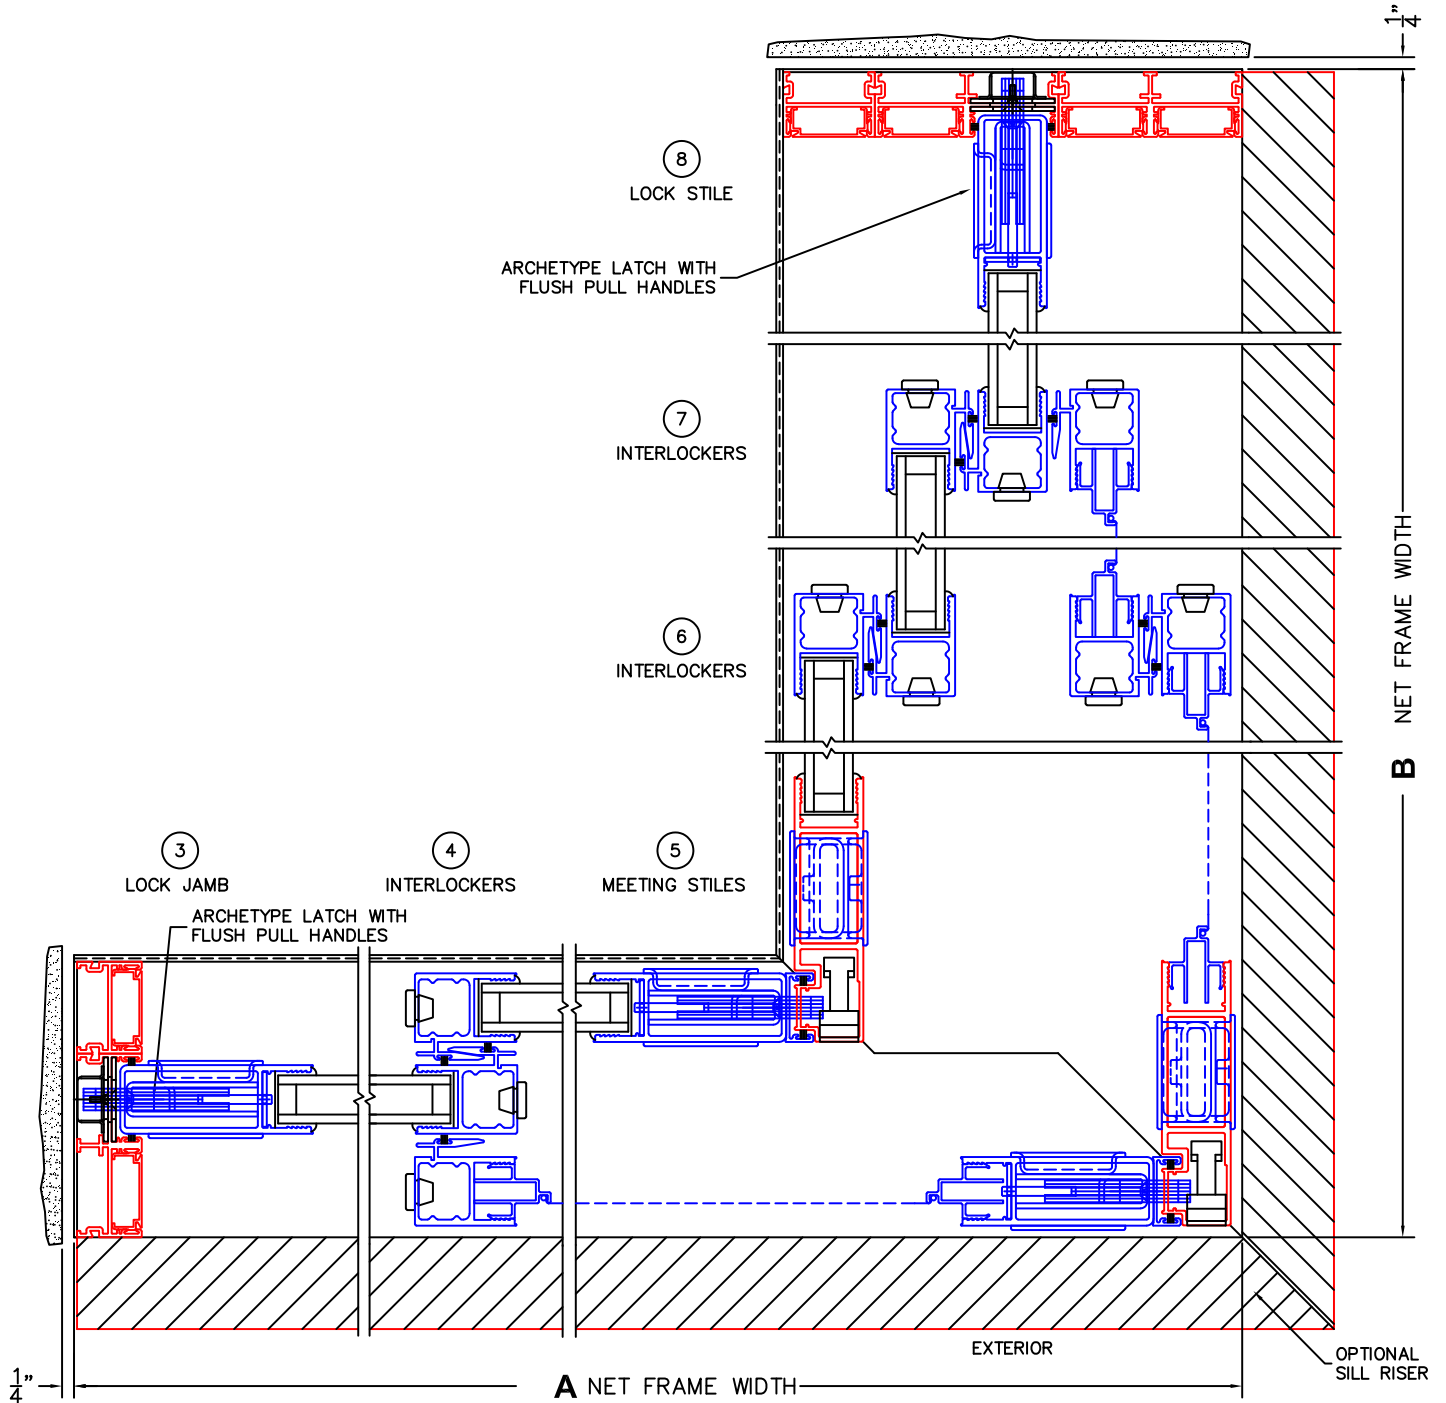 1/4"
8
LOCK STILE
ARCHETYPE LATCH WITH
FLUSH PULL HANDLES
7
INTERLOCKERS
6
INTERLOCKERS
B NET FRAME WIDTH
3
LOCK JAMB
4
INTERLOCKERS
5
MEETING STILES
ARCHETYPE LATCH WITH
FLUSH PULL HANDLES
EXTERIOR
OPTIONAL
SILL RISER
1/4"
A NET FRAME WIDTH